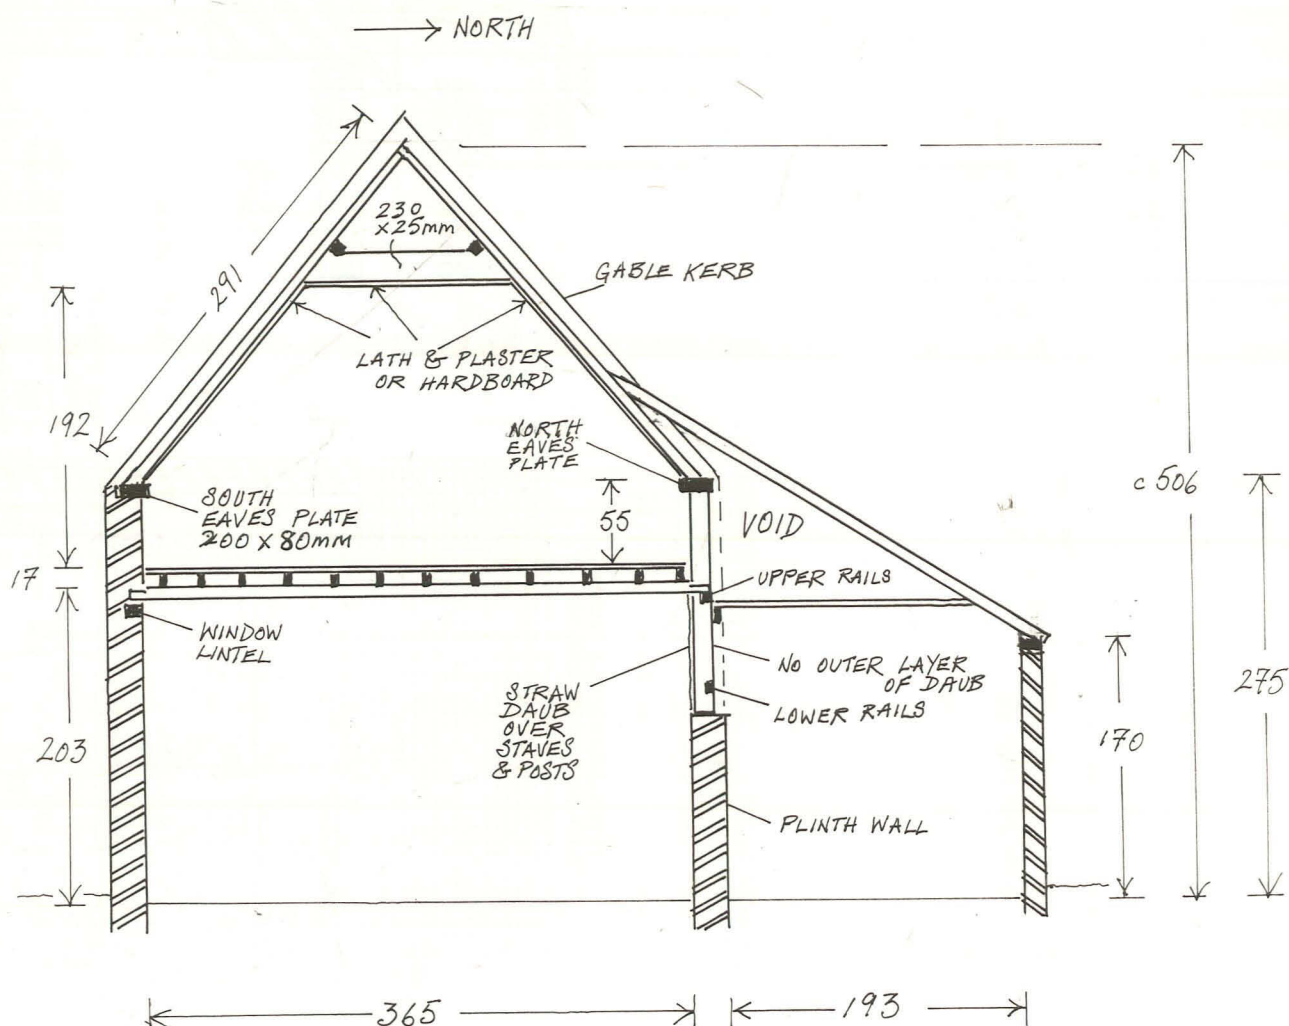 NORTH
230
x25mm
GABLE KERB
291
LATH & PLASTER
OR HARDBOARD
192
NORTH
EAVES
PLATE
c 506
SOUTH
EAVES PLATE
200 X 80mm
55
VOID
17
UPPER RAILS
WINDOW
LINTEL
NO OUTER LAYER
OF DAUB
275
STRAW
DAUB
OVER
STAVES
& POSTS
LOWER RAILS
203
170
PLINTH WALL
365
193